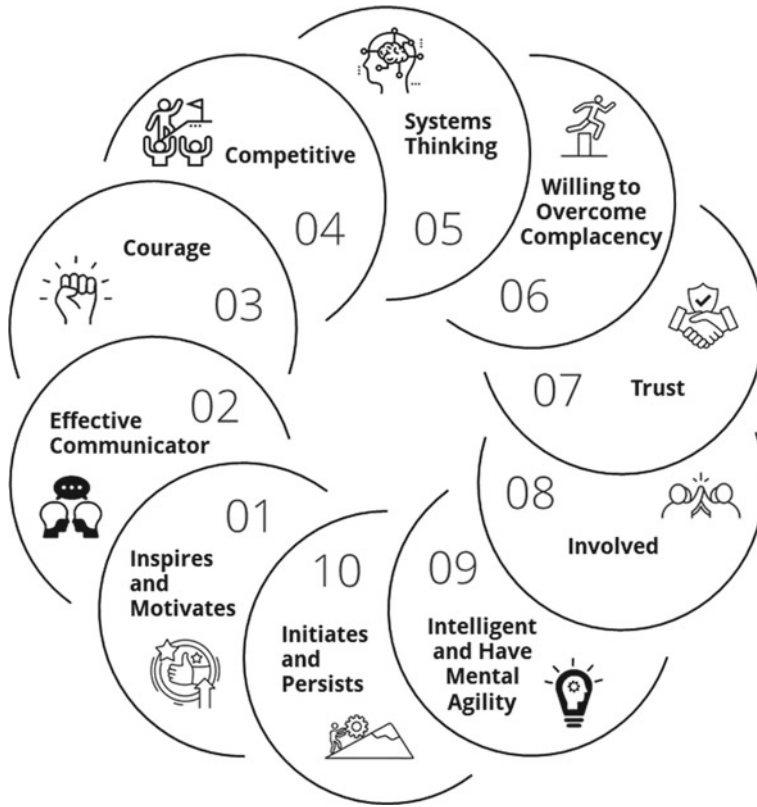 01
Inspires
and
Motivates
02
Effective
Communicator
03
Courage
04
Competitive
05
Systems
Thinking
06
Willing to
Overcome
Complacency
07
Trust
08
Involved
09
Intelligent
and Have
Mental
Agility
10
Initiates
and
Persists